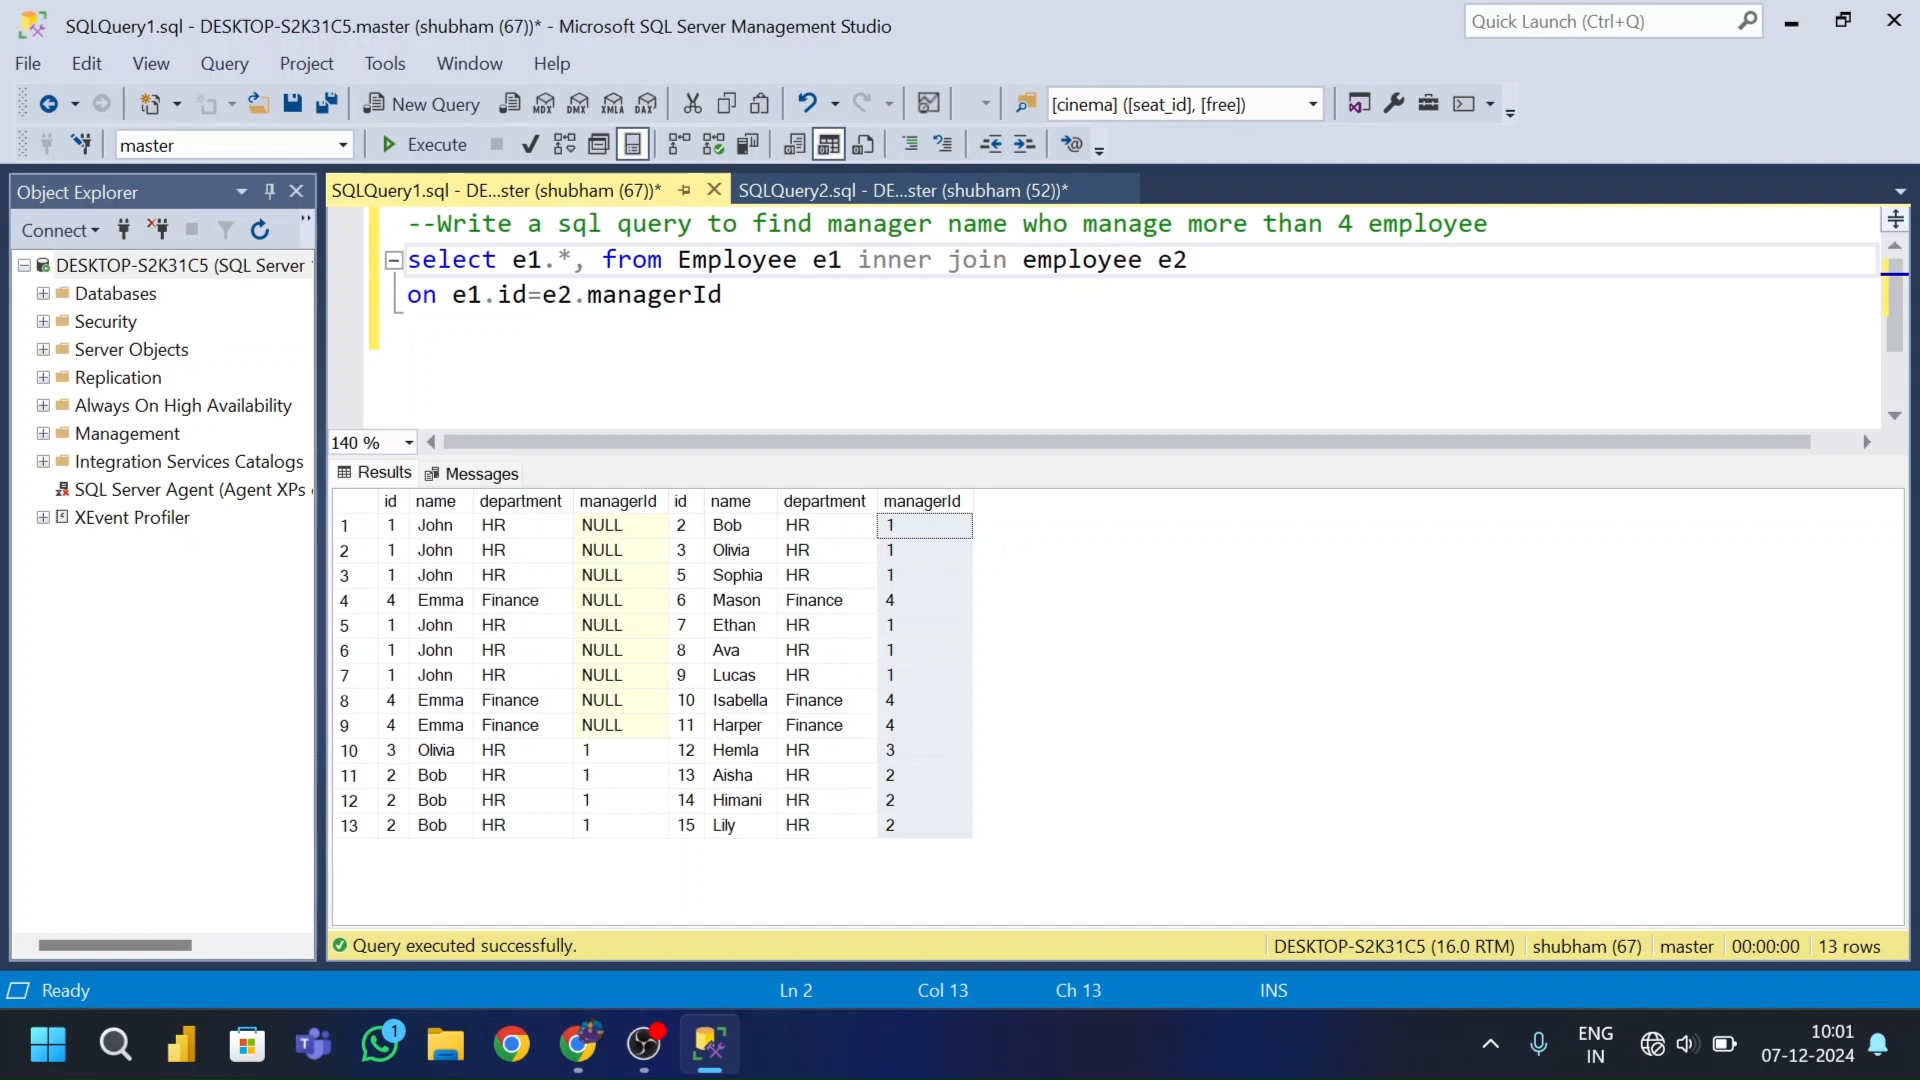 SQLQuery1.sql - DESKTOP-S2K31C5.master (shubham (67))* - Microsoft SQL Server Management Studio
Quick Launch (Ctrl+Q)
File Edit View Query Project Tools Window Help
New Query MDX DMX XMLA DAX [cinema] ([seat_id], [free])
master Execute
Object Explorer
SQLQuery1.sql - DE...ster (shubham (67))* SQLQuery2.sql - DE...ster (shubham (52))*
Connect
DESKTOP-S2K31C5 (SQL Server
Databases
Security
Server Objects
Replication
Always On High Availability
Management
Integration Services Catalogs
SQL Server Agent (Agent XPs
XEvent Profiler
--Write a sql query to find manager name who manage more than 4 employee
select e1.*, from Employee e1 inner join employee e2
on e1.id=e2.managerId
140 %
Results Messages
id name department managerId id name department managerId
1 1 John HR NULL 2 Bob HR 1
2 1 John HR NULL 3 Olivia HR 1
3 1 John HR NULL 5 Sophia HR 1
4 4 Emma Finance NULL 6 Mason Finance 4
5 1 John HR NULL 7 Ethan HR 1
6 1 John HR NULL 8 Ava HR 1
7 1 John HR NULL 9 Lucas HR 1
8 4 Emma Finance NULL 10 Isabella Finance 4
9 4 Emma Finance NULL 11 Harper Finance 4
10 3 Olivia HR 1 12 Hemla HR 3
11 2 Bob HR 1 13 Aisha HR 2
12 2 Bob HR 1 14 Himani HR 2
13 2 Bob HR 1 15 Lily HR 2
Query executed successfully. DESKTOP-S2K31C5 (16.0 RTM) shubham (67) master 00:00:00 13 rows
Ready Ln 2 Col 13 Ch 13 INS
1
ENG
IN
10:01
07-12-2024